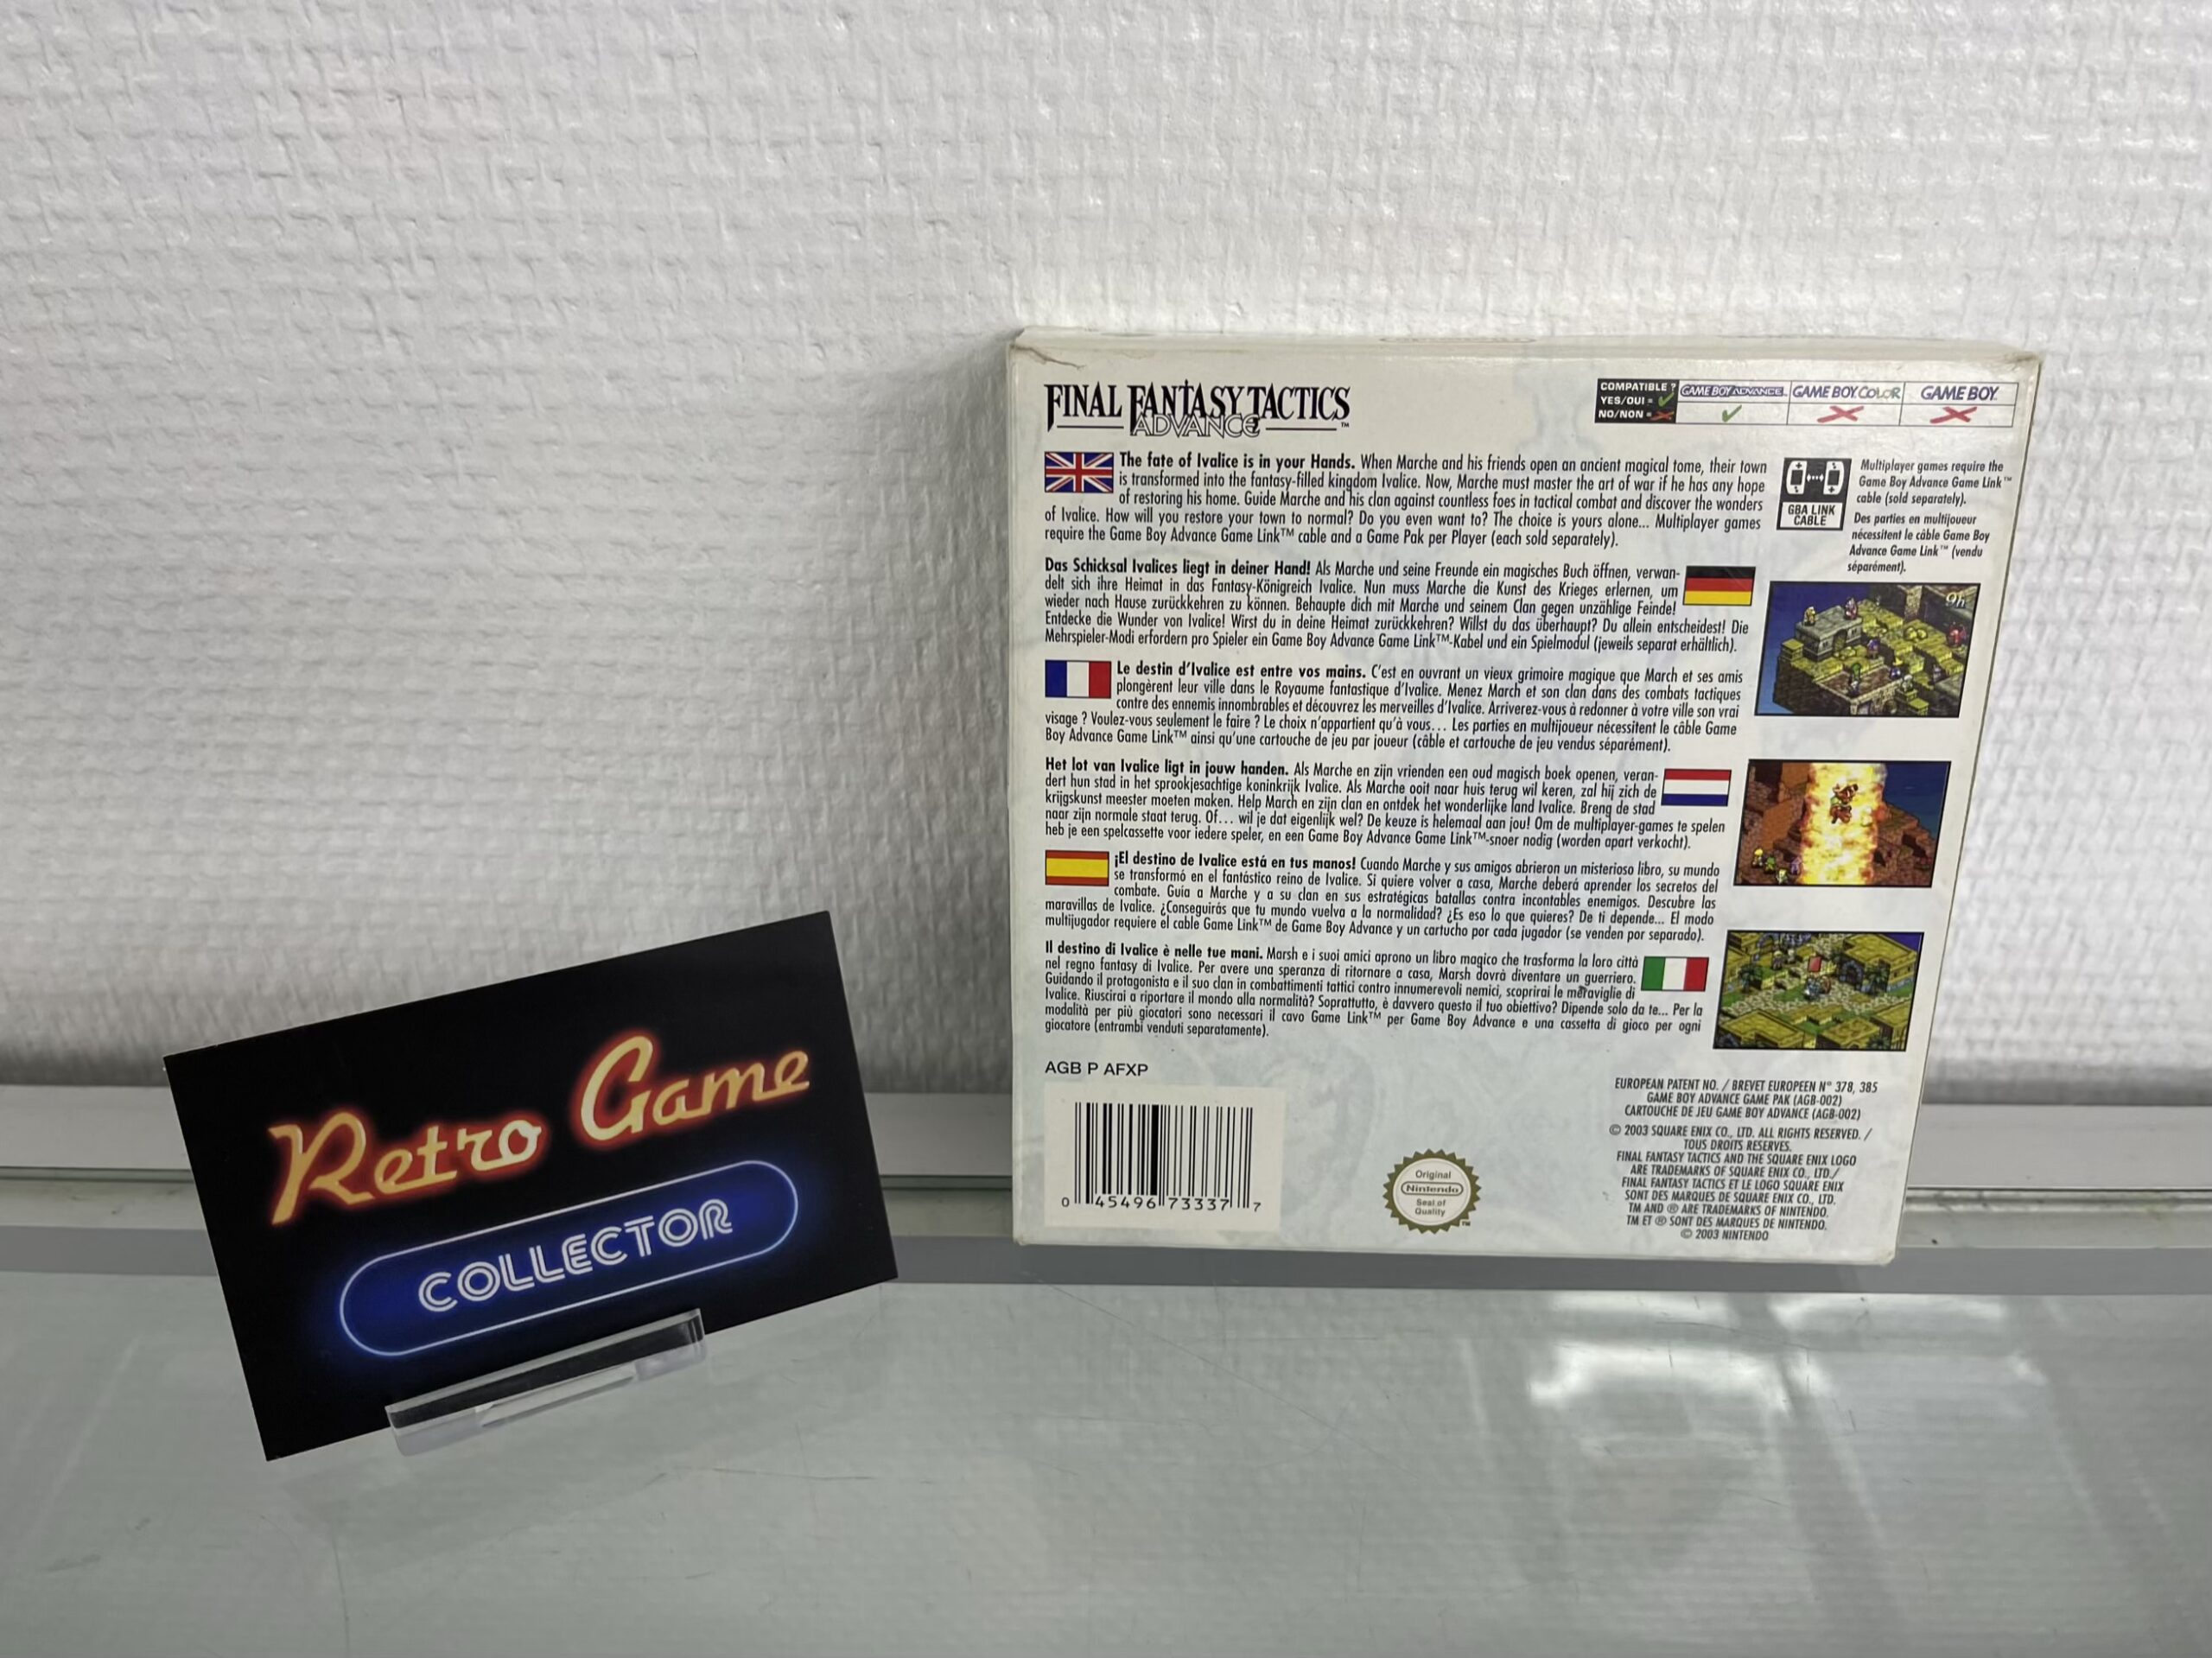 FINAL FANTASY TACTICS
ADVANCE ™
COMPATIBLE ?
YES/OUI =
NO/NON =
GAME BOY ADVANCE
GAME BOY COLOR
GAME BOY
The fate of Ivalice is in your Hands. When Marche and his friends open an ancient magical tome, their town
is transformed into the fantasy-filled kingdom Ivalice. Now, Marche must master the art of war if he has any hope
of restoring his home. Guide Marche and his clan against countless foes in tactical combat and discover the wonders
of Ivalice. How will you restore your town to normal? Do you even want to? The choice is yours alone... Multiplayer games
require the Game Boy Advance Game Link™ cable and a Game Pak per Player (each sold separately).
GBA LINK
CABLE
Multiplayer games require the
Game Boy Advance Game Link™
cable (sold separately).
Des parties en multijoueur
nécessitent le câble Game Boy
Advance Game Link™ (vendu
séparément).
Das Schicksal Ivalices liegt in deiner Hand! Als Marche und seine Freunde ein magisches Buch öffnen, verwan-
delt sich ihre Heimat in das Fantasy-Königreich Ivalice. Nun muss Marche die Kunst des Krieges erlernen, um
wieder nach Hause zurückkehren zu können. Behaupte dich mit Marche und seinem Clan gegen unzählige Feinde!
Entdecke die Wunder von Ivalice! Wirst du in deine Heimat zurückkehren? Willst du das überhaupt? Du allein entscheidest! Die
Mehrspieler-Modi erfordern pro Spieler ein Game Boy Advance Game Link™-Kabel und ein Spielmodul (jeweils separat erhältlich).
Le destin d'Ivalice est entre vos mains. C'est en ouvrant un vieux grimoire magique que March et ses amis
plongèrent leur ville dans le Royaume fantastique d'Ivalice. Menez March et son clan dans des combats tactiques
contre des ennemis innombrables et découvrez les merveilles d'Ivalice. Arriverez-vous à redonner à votre ville son vrai
visage ? Voulez-vous seulement le faire ? Le choix n'appartient qu'à vous... Les parties en multijoueur nécessitent le câble Game
Boy Advance Game Link™ ainsi qu'une cartouche de jeu par joueur (câble et cartouche de jeu vendus séparément).
Het lot van Ivalice ligt in jouw handen. Als Marche en zijn vrienden een oud magisch boek openen, veran-
dert hun stad in het sprookjesachtige koninkrijk Ivalice. Als Marche ooit naar huis terug wil keren, zal hij zich de
krijgskunst meester moeten maken. Help March en zijn clan en ontdek het wonderlijke land Ivalice. Breng de stad
naar zijn normale staat terug. Of... wil je dat eigenlijk wel? De keuze is helemaal aan jou! Om de multiplayer-games te spelen
heb je een spelcassette voor iedere speler, en een Game Boy Advance Game Link™-snoer nodig (worden apart verkocht).
¡El destino de Ivalice está en tus manos! Cuando Marche y sus amigos abrieron un misterioso libro, su mundo
se transformó en el fantástico reino de Ivalice. Si quiere volver a casa, Marche deberá aprender los secretos del
combate. Guia a Marche y a su clan en sus estratégicas batallas contra incontables enemigos. Descubre las
maravillas de Ivalice. ¿Conseguirás que tu mundo vuelva a la normalidad? ¿Es eso lo que quieres? De ti depende... El modo
multijugador requiere el cable Game Link™ de Game Boy Advance y un cartucho por cada jugador (se venden por separado).
Il destino di Ivalice è nelle tue mani. Marsh e i suoi amici aprono un libro magico che trasforma la loro città
nel regno fantasy di Ivalice. Per avere una speranza di ritornare a casa, Marsh dovrà diventare un guerriero.
Guidando il protagonista e il suo clan in combattimenti tattici contro innumerevoli nemici, scoprirai le meraviglie di
Ivalice. Riuscirai a riportare il mondo alla normalità? Soprattutto, è davvero questo il tuo obiettivo? Dipende solo da te... Per la
modalità per più giocatori sono necessari il cavo Game Link™ per Game Boy Advance e una cassetta di gioco per ogni
giocatore (entrambi venduti separatamente).
AGB P AFXP
0 45496 73337 7
Original
Nintendo
Seal of
Quality
TM
EUROPEAN PATENT NO. / BREVET EUROPEEN N° 378, 385
GAME BOY ADVANCE GAME PAK (AGB-002)
CARTOUCHE DE JEU GAME BOY ADVANCE (AGB-002)
© 2003 SQUARE ENIX CO., LTD. ALL RIGHTS RESERVED. /
TOUS DROITS RESERVES.
FINAL FANTASY TACTICS AND THE SQUARE ENIX LOGO
ARE TRADEMARKS OF SQUARE ENIX CO., LTD./
FINAL FANTASY TACTICS ET LE LOGO SQUARE ENIX
SONT DES MARQUES DE SQUARE ENIX CO., LTD.
TM AND ® ARE TRADEMARKS OF NINTENDO.
TM ET ® SONT DES MARQUES DE NINTENDO.
© 2003 NINTENDO
Retro Game
COLLECTOR